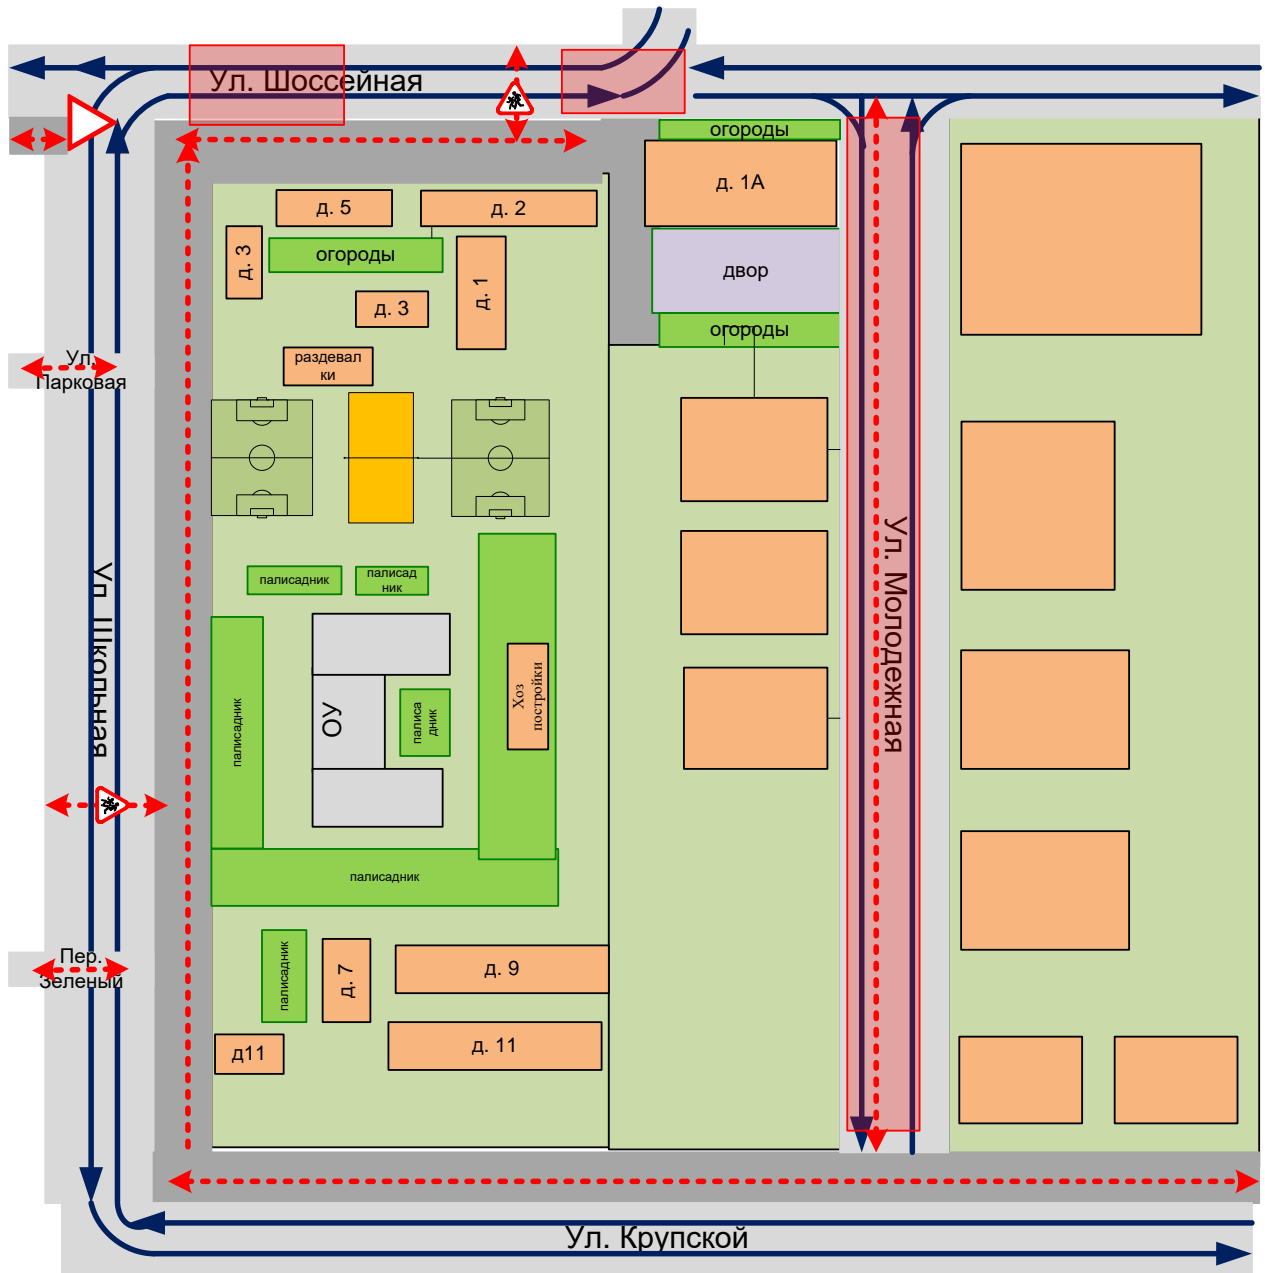 Ул. Шоссейная
огороды
д. 1А
д. 5
д. 2
д. 3
огороды
двор
д. 1
д. 3
огороды
раздевал
ки
Ул.
Парковая
палисадник
палисад
ник
Ул. Школьная
Ул. Молодежная
палисадник
ОУ
палиса
дник
Хоз
постройки
палисадник
Пер.
Зеленый
палисадник
д. 7
д. 9
д11
д. 11
Ул. Крупской